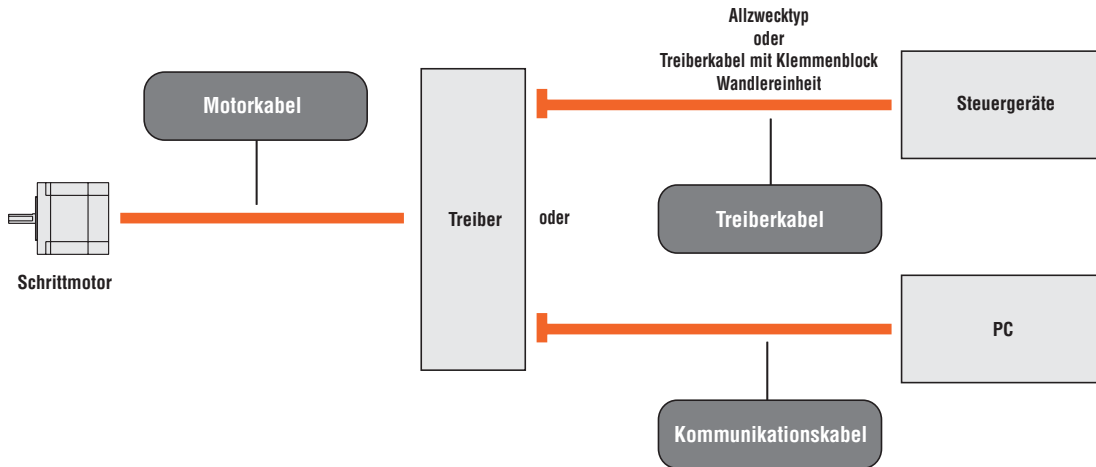 Allzwecktyp
oder
Treiberkabel mit Klemmenblock
Wandlereinheit
Motorkabel
Steuergeräte
Treiber
oder
Treiberkabel
Schrittmotor
PC
Kommunikationskabel